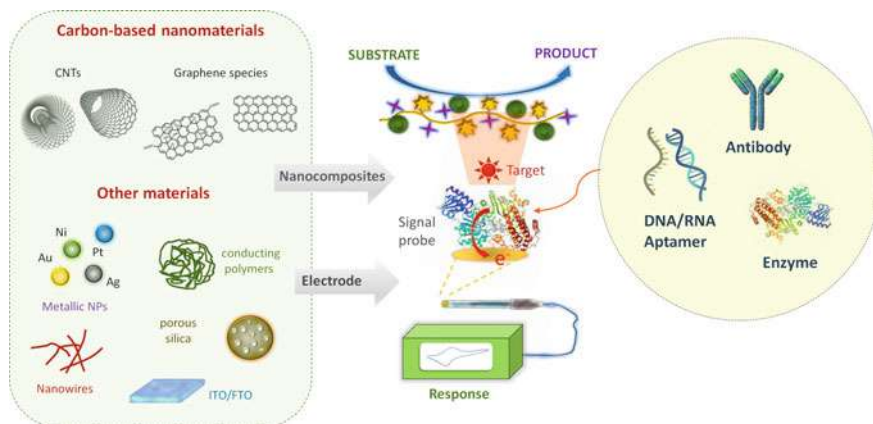 Carbon-based nanomaterials
CNTs
Graphene species
Other materials
Ni
Pt
Au
Ag
Metallic NPs
conducting
polymers
porous
silica
Nanowires
ITO/FTO
Nanocomposites
Electrode
SUBSTRATE
PRODUCT
Target
Signal
probe
e⁻
Response
Antibody
DNA/RNA
Aptamer
Enzyme